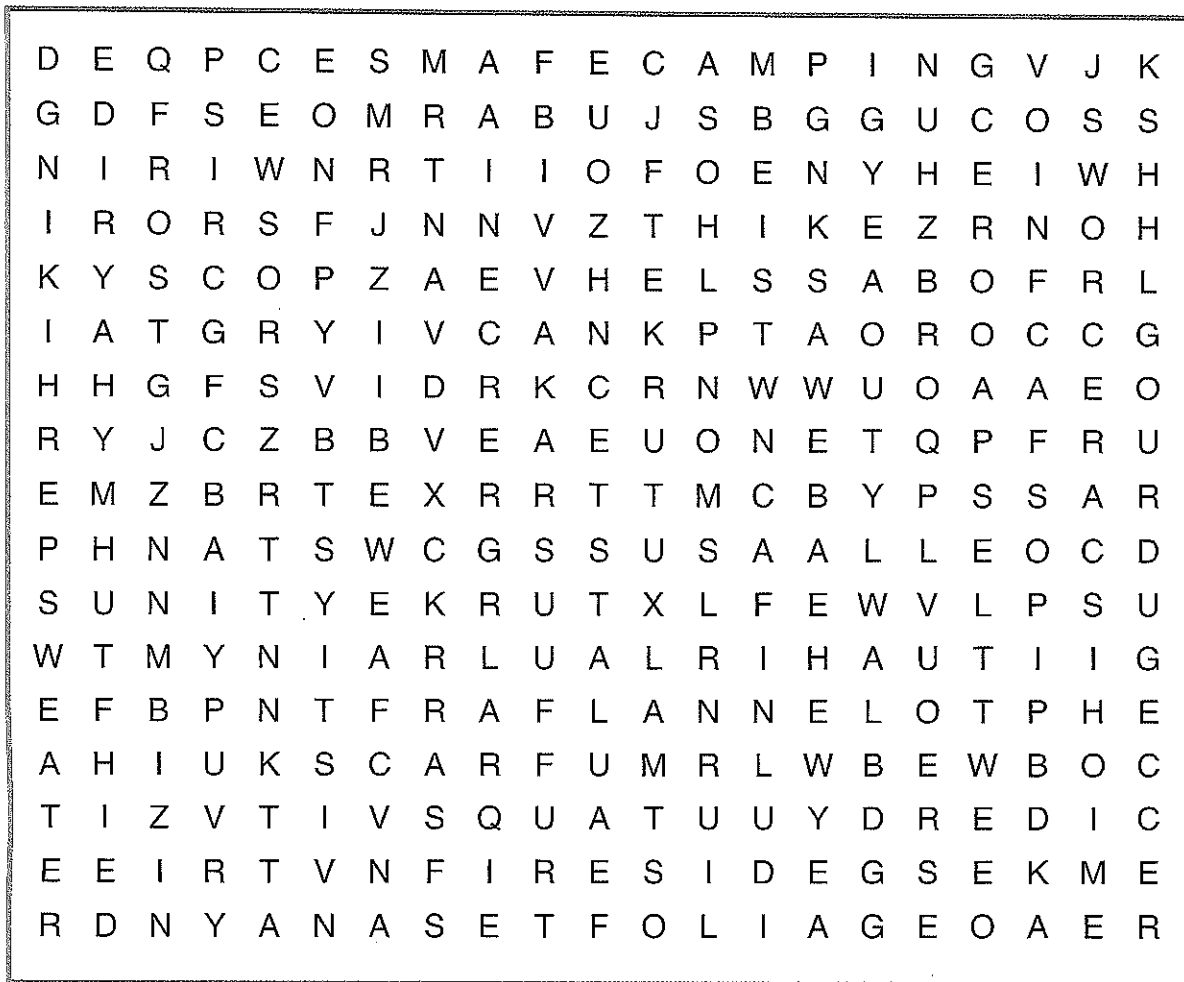 D E Q P C E S M A F E C A M P I N G V J K
G D F S E O M R A B U J S B G G U C O S S
N I R I W N R T I I O F O E N Y H E I W H
I R O R S F J N N V Z T H I K E Z R N O H
K Y S C O P Z A E V H E L S S A B O F R L
I A T G R Y I V C A N K P T A O R O C C G
H H G F S V I D R K C R N W W U O A A E O
R Y J C Z B B V E A E U O N E T Q P F R U
E M Z B R T E X R R T T M C B Y P S S A R
P H N A T S W C G S S U S A A L L E O C D
S U N I T Y E K R U T X L F E W V L P S U
W T M Y N I A R L U A L R I H A U T I I G
E F B P N T F R A F L A N N E L O T P H E
A H I U K S C A R F U M R L W B E W B O C
T I Z V T I V S Q U A T U U Y D R E D I C
E E I R T V N F I R E S I D E G S E K M E
R D N Y A N A S E T F O L I A G E O A E R